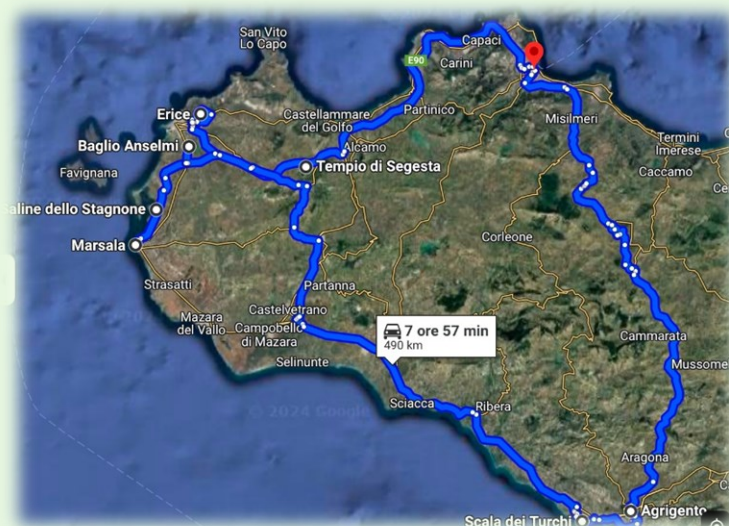 San Vito
Lo Capo
Capaci
E90
Carini
Erice
Castellammare
del Golfo
Partinico
Misilmeri
Baglio Anselmi
Alcamo
Termini
Imerese
Favignana
Tempio di Segesta
Caccamo
Saline dello Stagnone
Corleone
Marsala
Strasatti
Partanna
Mazara
del Vallo
Castelvetrano
Campobello
di Mazara
7 ore 57 min
490 km
Cammarata
Selinunte
Mussome
© 2024 Google
Sciacca
Ribera
Aragona
Agrigento
Scala dei Turchi